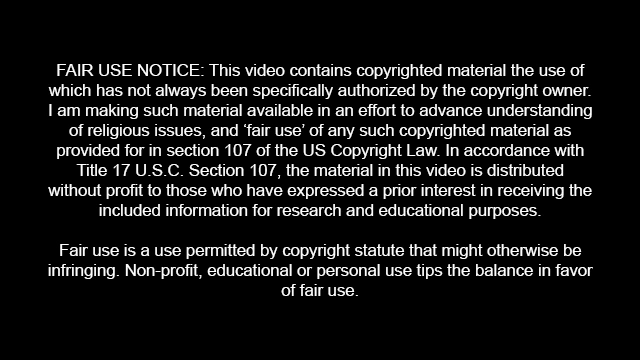 FAIR USE NOTICE: This video contains copyrighted material the use of
which has not always been specifically authorized by the copyright owner.
I am making such material available in an effort to advance understanding
of religious issues, and ‘fair use’ of any such copyrighted material as
provided for in section 107 of the US Copyright Law. In accordance with
Title 17 U.S.C. Section 107, the material in this video is distributed
without profit to those who have expressed a prior interest in receiving the
included information for research and educational purposes.
Fair use is a use permitted by copyright statute that might otherwise be
infringing. Non-profit, educational or personal use tips the balance in favor
of fair use.